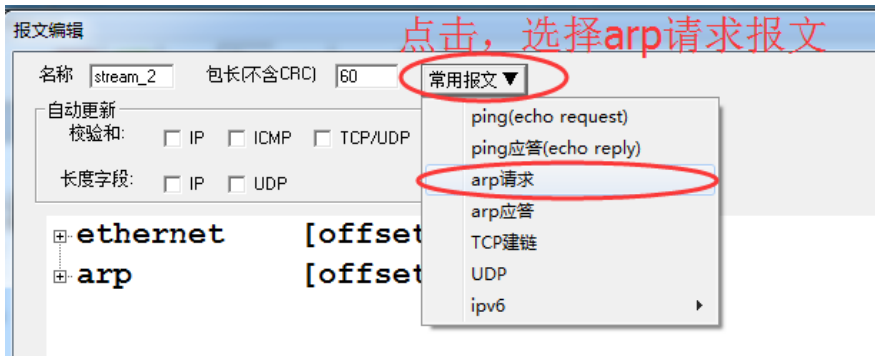 报文编辑
点击，选择arp请求报文
名称 stream_2 包长(不含CRC) 60 常用报文▼
自动更新
校验和: IP ICMP TCP/UDP
长度字段: IP UDP
ping(echo request)
ping应答(echo reply)
arp请求
arp应答
TCP建链
UDP
ipv6
ethernet [offset
arp [offset